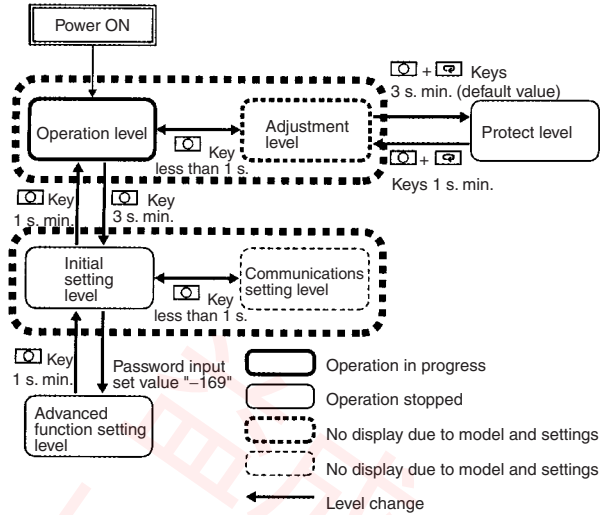 Power ON
Operation level
Key
less than 1 s.
Adjustment
level
+ Keys
3 s. min. (default value)
Protect level
+
Keys 1 s. min.
Key
1 s. min.
Key
3 s. min.
Initial
setting
level
Key
less than 1 s.
Communications
setting level
Key
1 s. min.
Password input
set value "–169"
Advanced
function setting
level
Operation in progress
Operation stopped
No display due to model and settings
No display due to model and settings
Level change